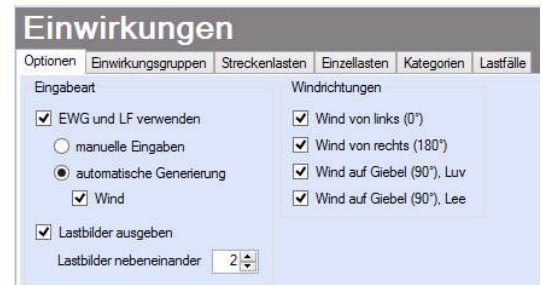 Einwirkungen
Optionen Einwirkungsgruppen Streckenlasten Einzellasten Kategorien Lastfälle
Eingabeart
EWG und LF verwenden
manuelle Eingaben
automatische Generierung
Wind
Lastbilder ausgeben
Lastbilder nebeneinander 2
Windrichtungen
Wind von links (0°)
Wind von rechts (180°)
Wind auf Giebel (90°), Luv
Wind auf Giebel (90°), Lee